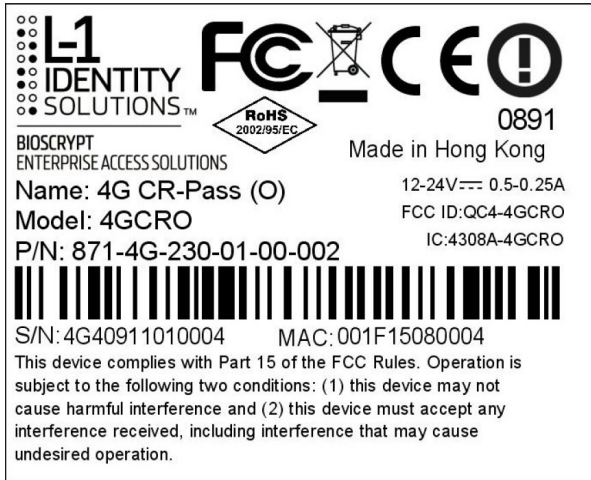 L-1
IDENTITY
SOLUTIONS TM
FC CE
RoHS
2002/95/EC
0891
BIOSCRYPT
ENTERPRISE ACCESS SOLUTIONS
Made in Hong Kong
Name: 4G CR-Pass (O)
12-24V⎓ 0.5-0.25A
Model: 4GCRO
FCC ID:QC4-4GCRO
P/N: 871-4G-230-01-00-002
IC:4308A-4GCRO
S/N:4G40911010004 MAC:001F15080004
This device complies with Part 15 of the FCC Rules. Operation is
subject to the following two conditions: (1) this device may not
cause harmful interference and (2) this device must accept any
interference received, including interference that may cause
undesired operation.